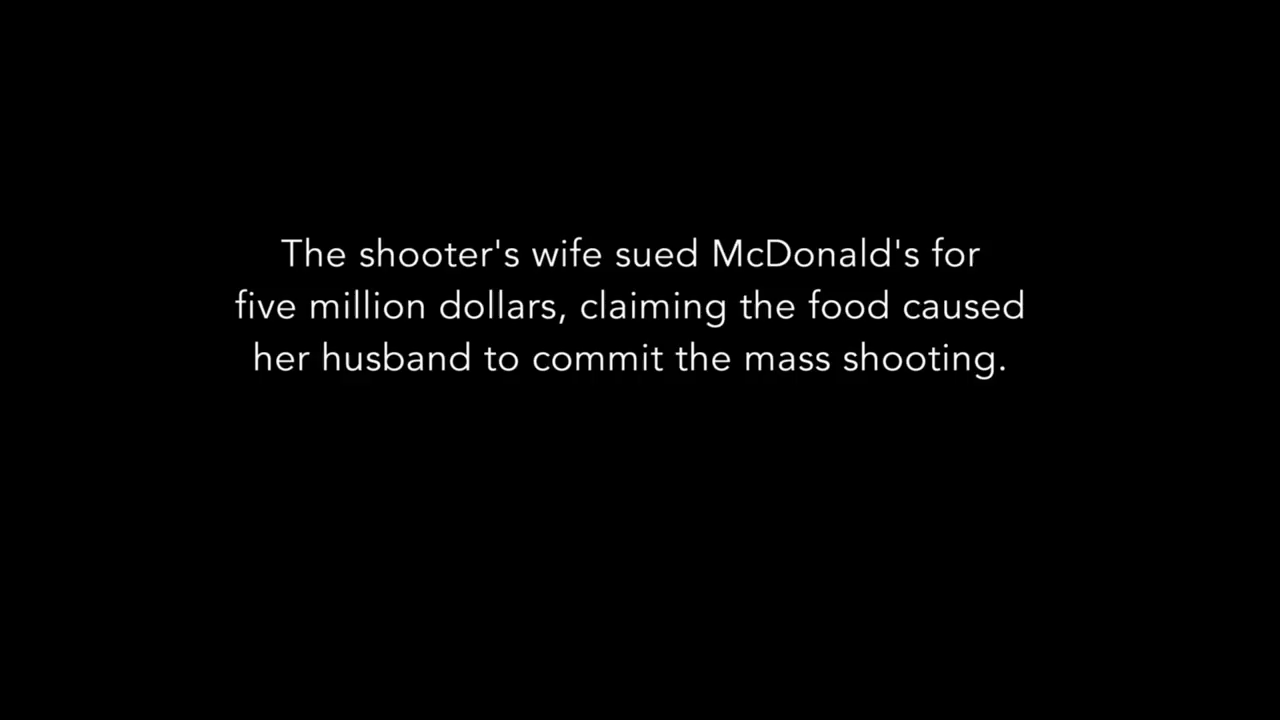 The shooter's wife sued McDonald's for
five million dollars, claiming the food caused
her husband to commit the mass shooting.